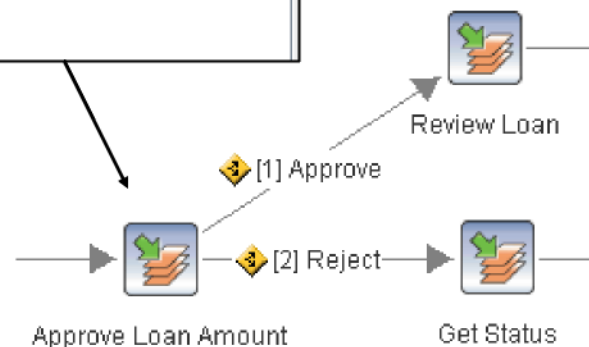 Review Loan
[1] Approve
[2] Reject
Approve Loan Amount
Get Status